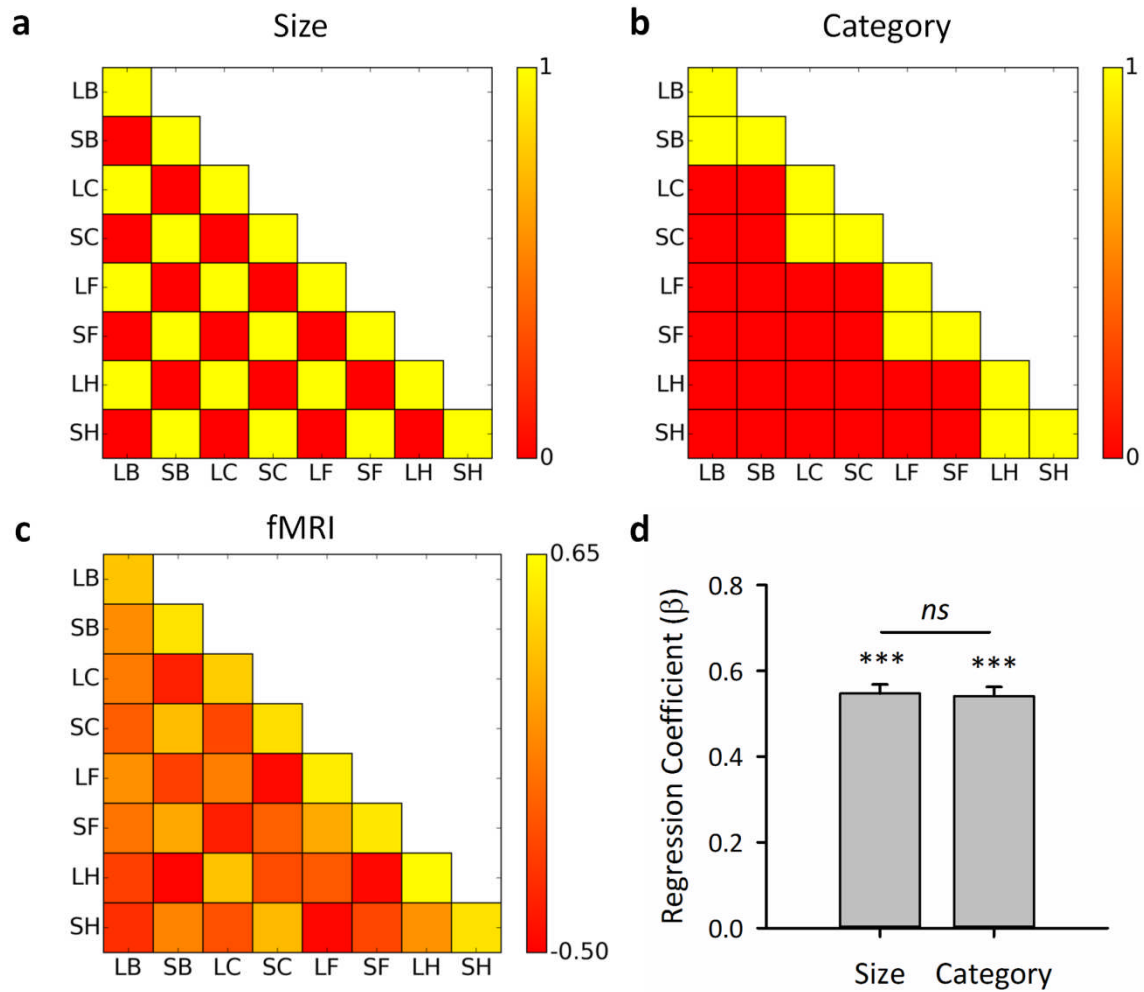 a
Size
LB
SB
LC
SC
LF
SF
LH
SH
LB SB LC SC LF SF LH SH
1
0
b
Category
LB
SB
LC
SC
LF
SF
LH
SH
LB SB LC SC LF SF LH SH
1
0
c
fMRI
LB
SB
LC
SC
LF
SF
LH
SH
LB SB LC SC LF SF LH SH
0.65
-0.50
d
Regression Coefficient (β)
0.8
0.6
0.4
0.2
0.0
ns
*** ***
Size Category